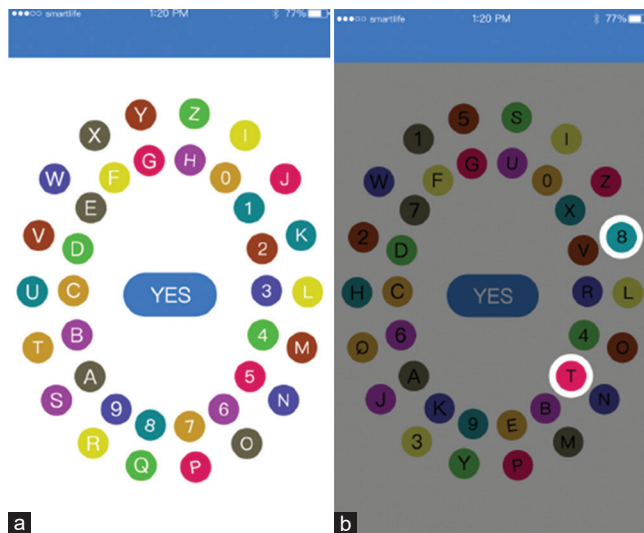 ●●●○○ smartlife 1:20 PM 77%
Y Z
X I
G H
W F 0 J
E 1
V D 2 K
U C YES 3 L
T B 4 M
A 5
S 9 6 N
8 7
R O
Q P
a
●●●○○ smartlife 1:20 PM 77%
5 S
1 I
G U
W F 0 Z
7 X
2 D V 8
H C YES R L
Q 6 4 O
A T
J K B N
9 E
3 M
Y P
b